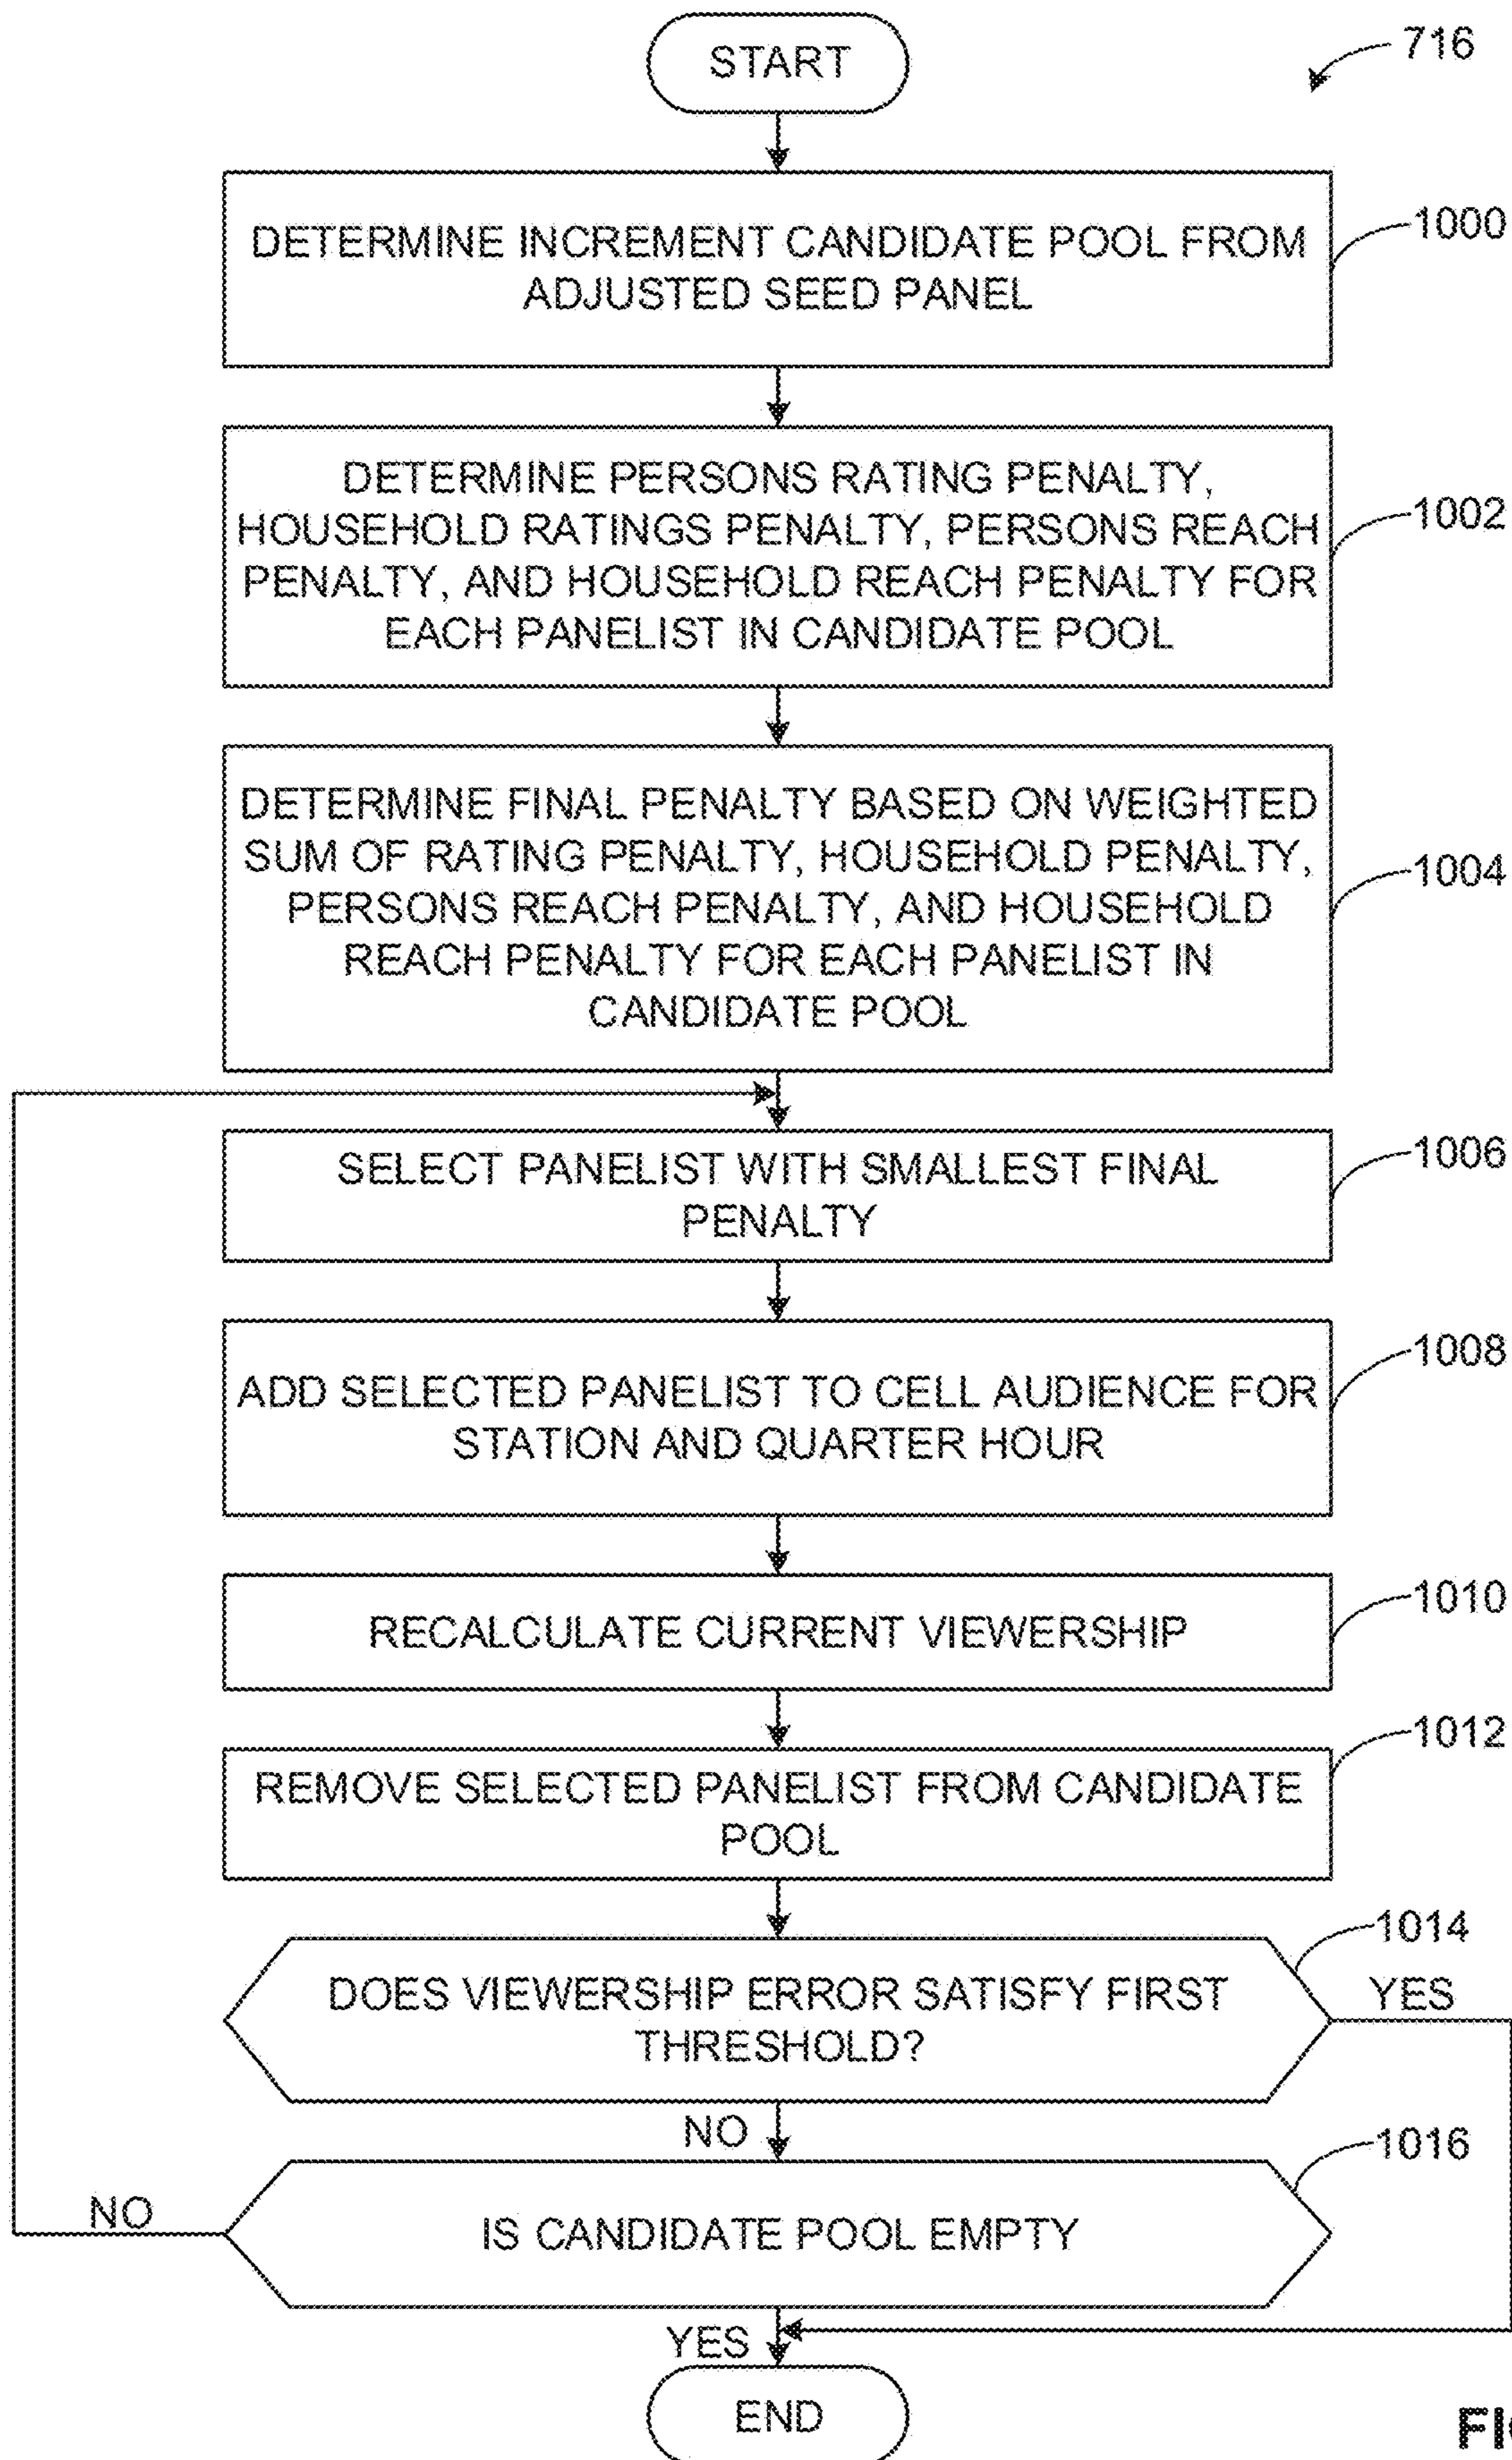 START
716
DETERMINE INCREMENT CANDIDATE POOL FROM
ADJUSTED SEED PANEL
1000
DETERMINE PERSONS RATING PENALTY,
HOUSEHOLD RATINGS PENALTY, PERSONS REACH
PENALTY, AND HOUSEHOLD REACH PENALTY FOR
EACH PANELIST IN CANDIDATE POOL
1002
DETERMINE FINAL PENALTY BASED ON WEIGHTED
SUM OF RATING PENALTY, HOUSEHOLD PENALTY,
PERSONS REACH PENALTY, AND HOUSEHOLD
REACH PENALTY FOR EACH PANELIST IN
CANDIDATE POOL
1004
SELECT PANELIST WITH SMALLEST FINAL
PENALTY
1006
ADD SELECTED PANELIST TO CELL AUDIENCE FOR
STATION AND QUARTER HOUR
1008
RECALCULATE CURRENT VIEWERSHIP
1010
REMOVE SELECTED PANELIST FROM CANDIDATE
POOL
1012
DOES VIEWERSHIP ERROR SATISFY FIRST
THRESHOLD?
1014
YES
NO
IS CANDIDATE POOL EMPTY
1016
NO
YES
END